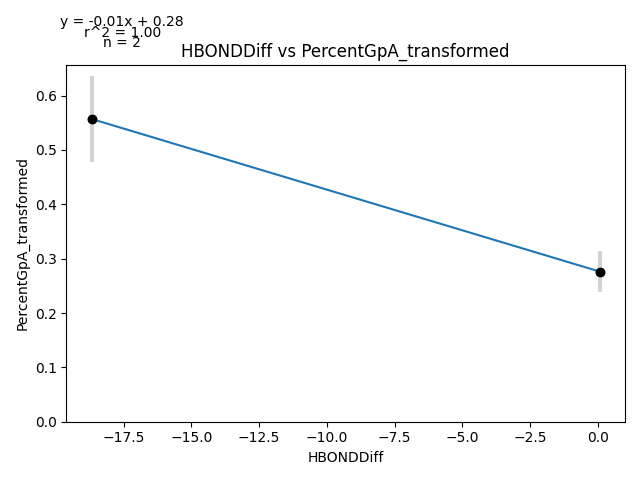 y = -0.01x + 0.28
r^2 = 1.00
n = 2
HBONDDiff vs PercentGpA_transformed
PercentGpA_transformed
0.6
0.5
0.4
0.3
0.2
0.1
0.0
−17.5 −15.0 −12.5 −10.0 −7.5 −5.0 −2.5 0.0
HBONDDiff